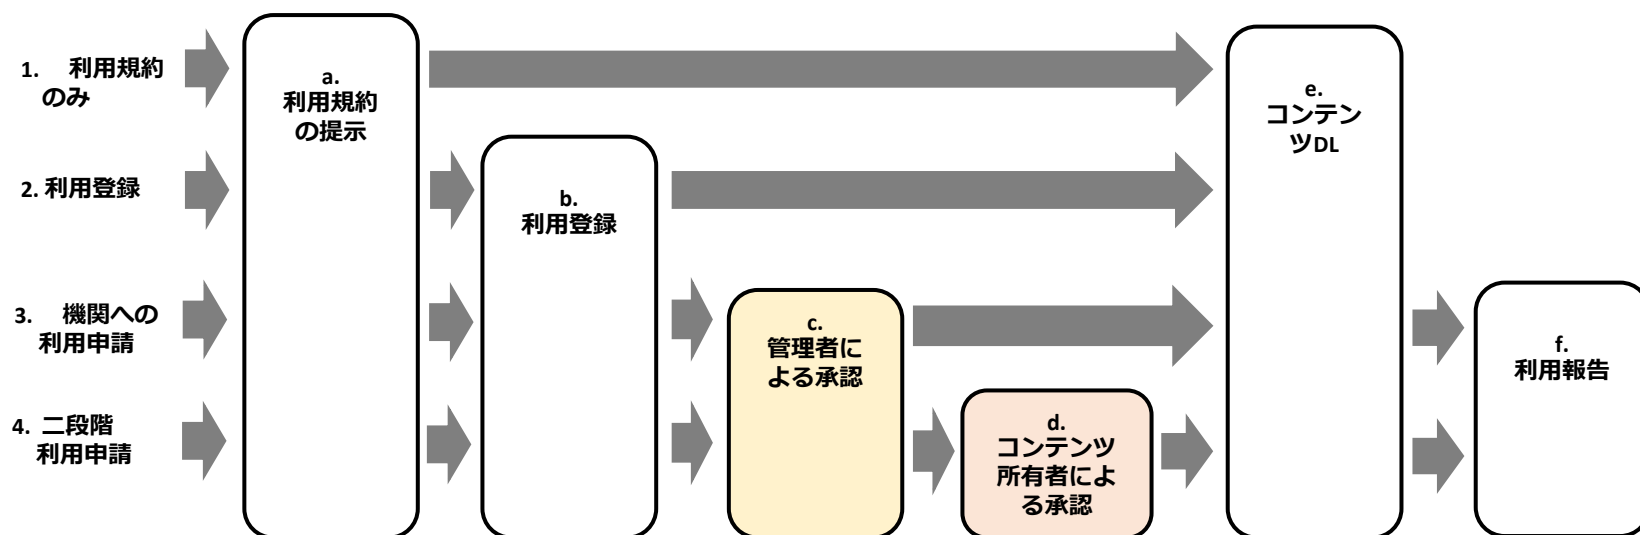 1. 利用規約
のみ
2. 利用登録
3. 機関への
利用申請
4. 二段階
利用申請
a.
利用規約
の提示
b.
利用登録
c.
管理者に
よる承認
d.
コンテンツ
所有者によ
る承認
e.
コンテン
ツDL
f.
利用報告